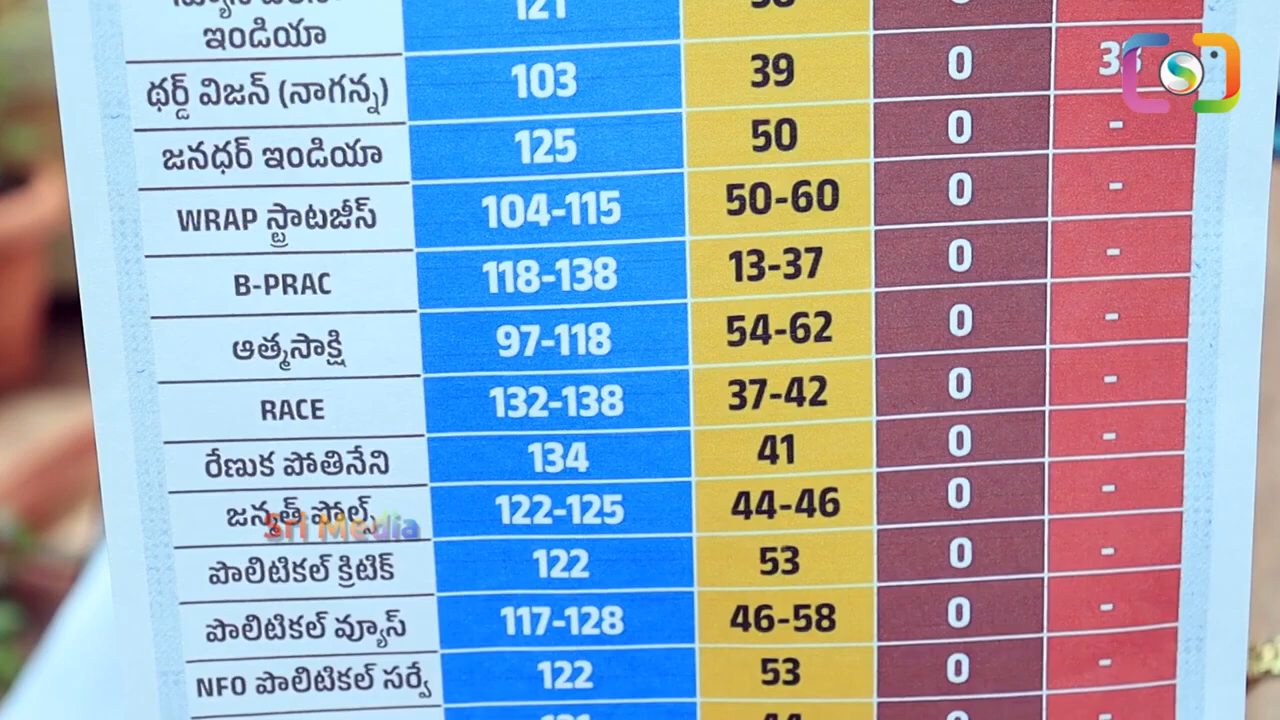 ఇండియా 121 0
థర్డ్ విజన్ (నాగన్న) 103 39 0
జనధర్ ఇండియా 125 50 0 -
WRAP స్ట్రాటజీస్ 104-115 50-60 0 -
B-PRAC 118-138 13-37 0 -
ఆత్మసాక్షి 97-118 54-62 0 -
RACE 132-138 37-42 0 -
రేణుక పోతినేని 134 41 0 -
జన్మత్ పోల్స్ 122-125 44-46 0 -
Sri Media
పొలిటికల్ క్రిటిక్ 122 53 0 -
పొలిటికల్ వ్యూస్ 117-128 46-58 0 -
NFO పొలిటికల్ సర్వే 122 53 0 -